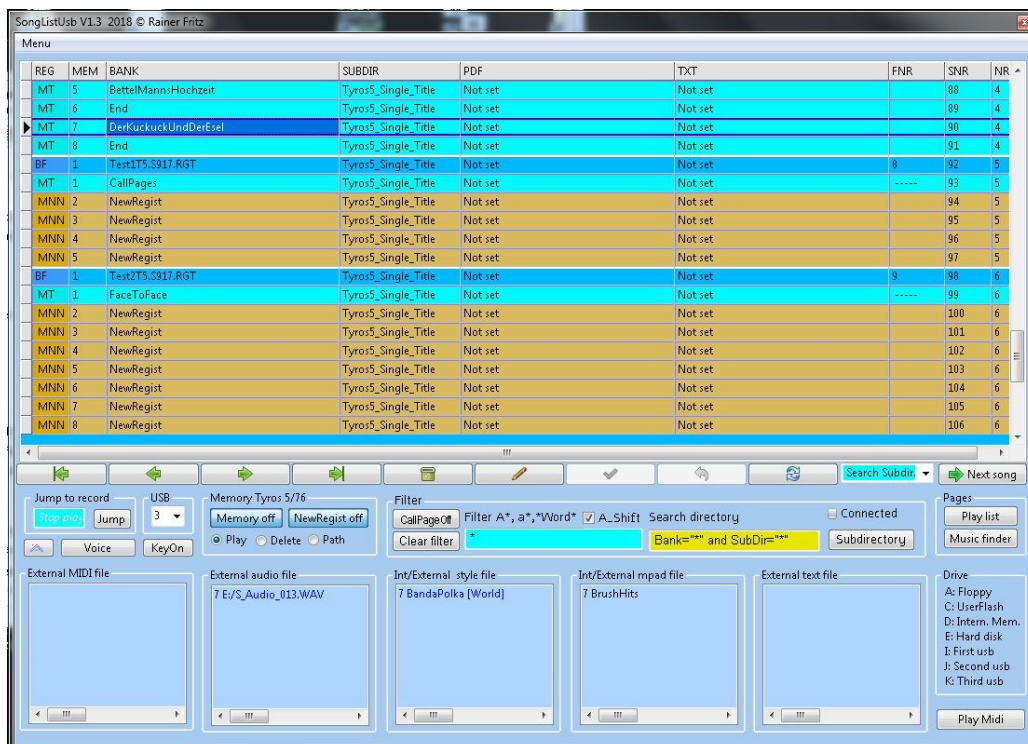 SongListUsb V1.3 2018 © Rainer Fritz
Menu
REG MEM BANK SUBDIR PDF TXT FNR SNR NR
MT 5 BettelMannsHochzeit Tyros5_Single_Title Not set Not set 88 4
MT 6 End Tyros5_Single_Title Not set Not set 89 4
MT 7 DerKuckuckUndDerEsel Tyros5_Single_Title Not set Not set 90 4
MT 8 End Tyros5_Single_Title Not set Not set 91 4
BF 1 Test1T5.S917.RGT Tyros5_Single_Title Not set Not set 8 92 5
MT 1 CallPages Tyros5_Single_Title Not set Not set ----- 93 5
MNN 2 NewRegist Tyros5_Single_Title Not set Not set 94 5
MNN 3 NewRegist Tyros5_Single_Title Not set Not set 95 5
MNN 4 NewRegist Tyros5_Single_Title Not set Not set 96 5
MNN 5 NewRegist Tyros5_Single_Title Not set Not set 97 5
BF 1 Test2T5.S917.RGT Tyros5_Single_Title Not set Not set 9 98 6
MT 1 FaceToFace Tyros5_Single_Title Not set Not set ----- 99 6
MNN 2 NewRegist Tyros5_Single_Title Not set Not set 100 6
MNN 3 NewRegist Tyros5_Single_Title Not set Not set 101 6
MNN 4 NewRegist Tyros5_Single_Title Not set Not set 102 6
MNN 5 NewRegist Tyros5_Single_Title Not set Not set 103 6
MNN 6 NewRegist Tyros5_Single_Title Not set Not set 104 6
MNN 7 NewRegist Tyros5_Single_Title Not set Not set 105 6
MNN 8 NewRegist Tyros5_Single_Title Not set Not set 106 6
Search Subdir. Next song
Jump to record USB Memory Tyros 5/76 Filter Pages
Stop play Jump 3 Memory off NewRegist off CallPageOff Filter A*, a*,*Word* A_Shift Search directory Connected Play list
Voice KeyOn Play Delete Path Clear filter * Bank="*" and SubDir="*" Subdirectory Music finder
External MIDI file External audio file Int/External style file Int/External mpad file External text file Drive
7 E:/S_Audio_013.WAV 7 BandaPolka [World] 7 BrushHits A: Floppy
C: UserFlash
D: Intern. Mem.
E: Hard disk
I: First usb
J: Second usb
K: Third usb
Play Midi